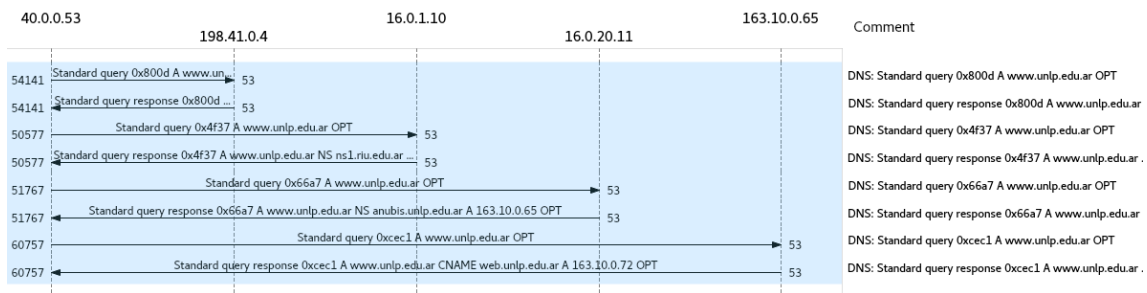 40.0.0.53 16.0.1.10 163.10.0.65
198.41.0.4 16.0.20.11 Comment
54141 Standard query 0x800d A www.un... 53 DNS: Standard query 0x800d A www.unlp.edu.ar OPT
54141 Standard query response 0x800d ... 53 DNS: Standard query response 0x800d A www.unlp.edu.ar
50577 Standard query 0x4f37 A www.unlp.edu.ar OPT 53 DNS: Standard query 0x4f37 A www.unlp.edu.ar OPT
50577 Standard query response 0x4f37 A www.unlp.edu.ar NS ns1.riu.edu.ar ... 53 DNS: Standard query response 0x4f37 A www.unlp.edu.ar .
51767 Standard query 0x66a7 A www.unlp.edu.ar OPT 53 DNS: Standard query 0x66a7 A www.unlp.edu.ar OPT
51767 Standard query response 0x66a7 A www.unlp.edu.ar NS anubis.unlp.edu.ar A 163.10.0.65 OPT 53 DNS: Standard query response 0x66a7 A www.unlp.edu.ar
60757 Standard query 0xcec1 A www.unlp.edu.ar OPT 53 DNS: Standard query 0xcec1 A www.unlp.edu.ar OPT
60757 Standard query response 0xcec1 A www.unlp.edu.ar CNAME web.unlp.edu.ar A 163.10.0.72 OPT 53 DNS: Standard query response 0xcec1 A www.unlp.edu.ar .